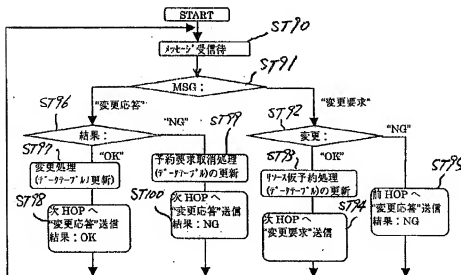 START
ST90
メッセージ受信待
ST91
MSG：
"変更応答"
"変更要求"
ST96
結果：
"NG"
ST99
ST92
変更：
"NG"
ST97
"OK"
変更処理
(データテーブル)更新)
予約要求取消処理
(データテーブル)の更新
ST93
"OK"
リソース仮予約処理
(データテーブル)の更新
ST95
ST98
次HOPへ
"変更応答"送信
結果：OK
ST100
次HOPへ
"変更応答"送信
結果：NG
次HOPへ
"変更要求"送信
ST94
前HOPへ
"変更応答"送信
結果：NG